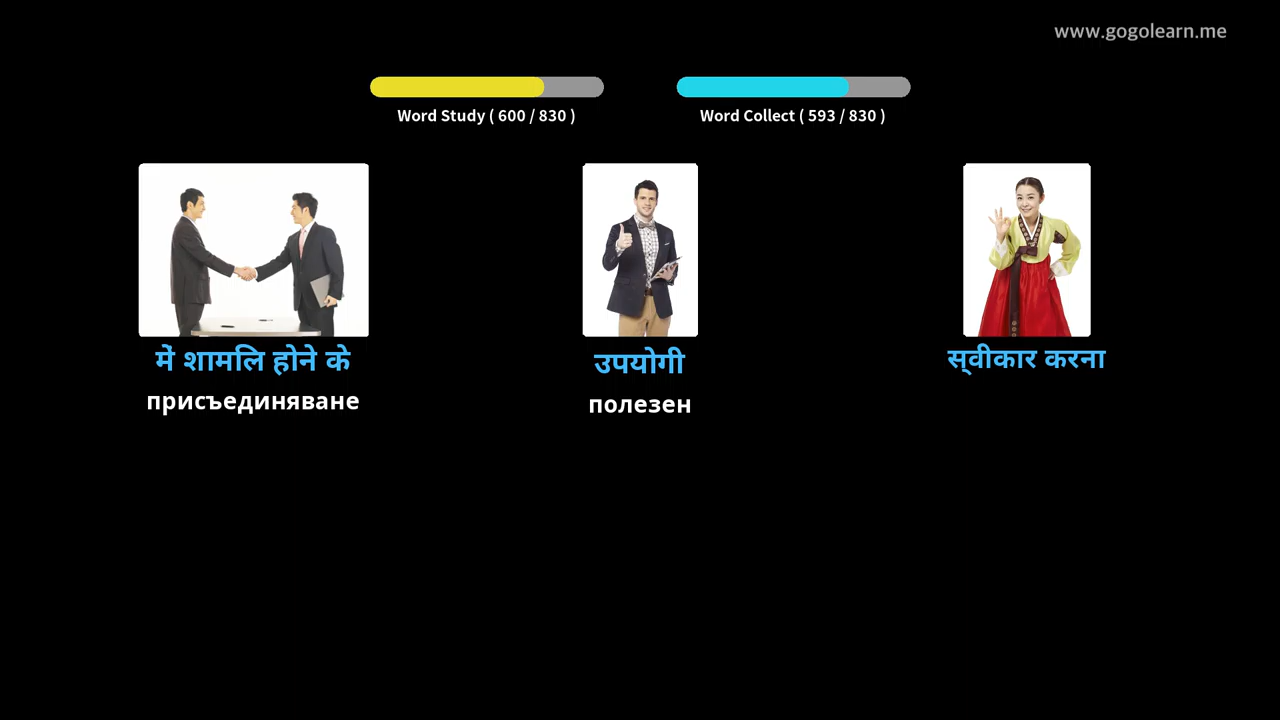 www.gogolearn.me
Word Study ( 600 / 830 )
Word Collect ( 593 / 830 )
में शामलि होने के
присъединяване
उपयोगी
полезен
स्वीकार करना